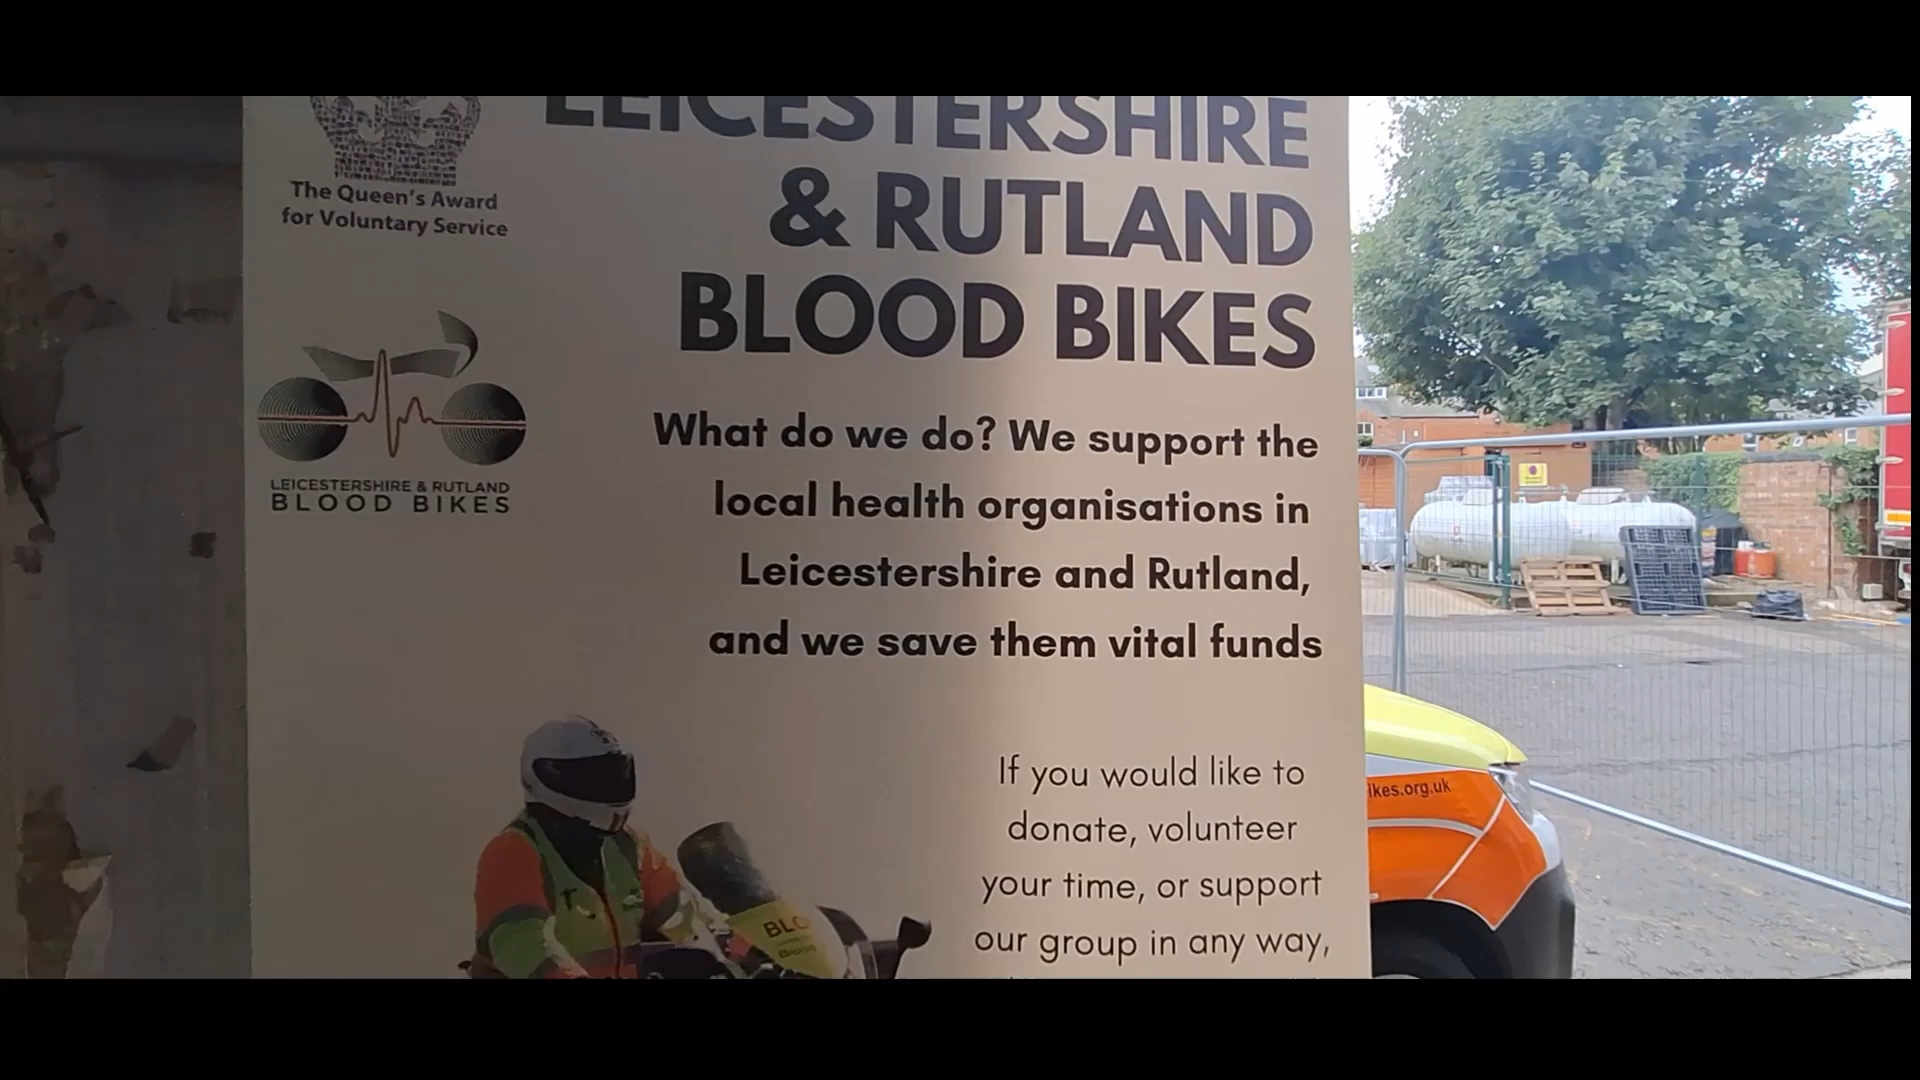 The Queen's Award
for Voluntary Service
LEICESTERSHIRE
& RUTLAND
BLOOD BIKES
LEICESTERSHIRE & RUTLAND
BLOOD BIKES
What do we do? We support the
local health organisations in
Leicestershire and Rutland,
and we save them vital funds
If you would like to
donate, volunteer
your time, or support
our group in any way,
BLO
Blood
ikes.org.uk